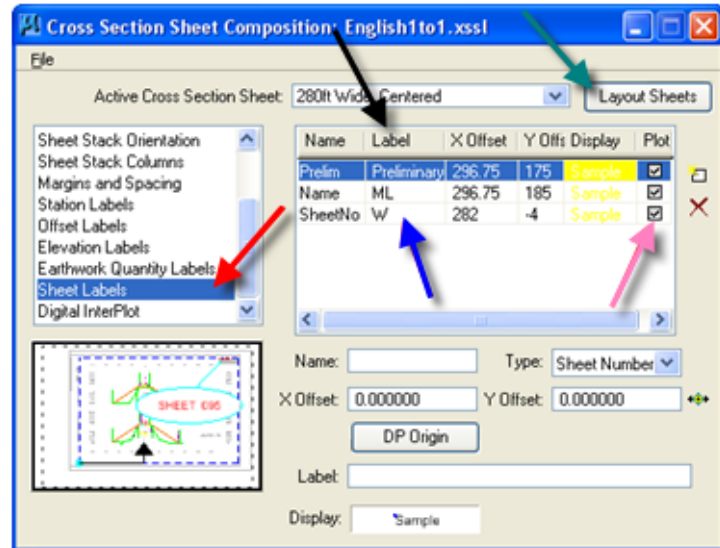 Cross Section Sheet Composition: English1to1.xssl
File
Active Cross Section Sheet: 280ft Wide, Centered Layout Sheets
Sheet Stack Orientation
Sheet Stack Columns
Margins and Spacing
Station Labels
Offset Labels
Elevation Labels
Earthwork Quantity Labels
Sheet Labels
Digital InterPlot
Name Label X Offset Y Offs Display Plot
Prelim Preliminary 296.75 175 Sample
Name ML 296.75 185 Sample
SheetNo W 282 -4 Sample
SHEET 095
Name: Type: Sheet Number
X Offset: 0.000000 Y Offset: 0.000000
DP Origin
Label:
Display: Sample